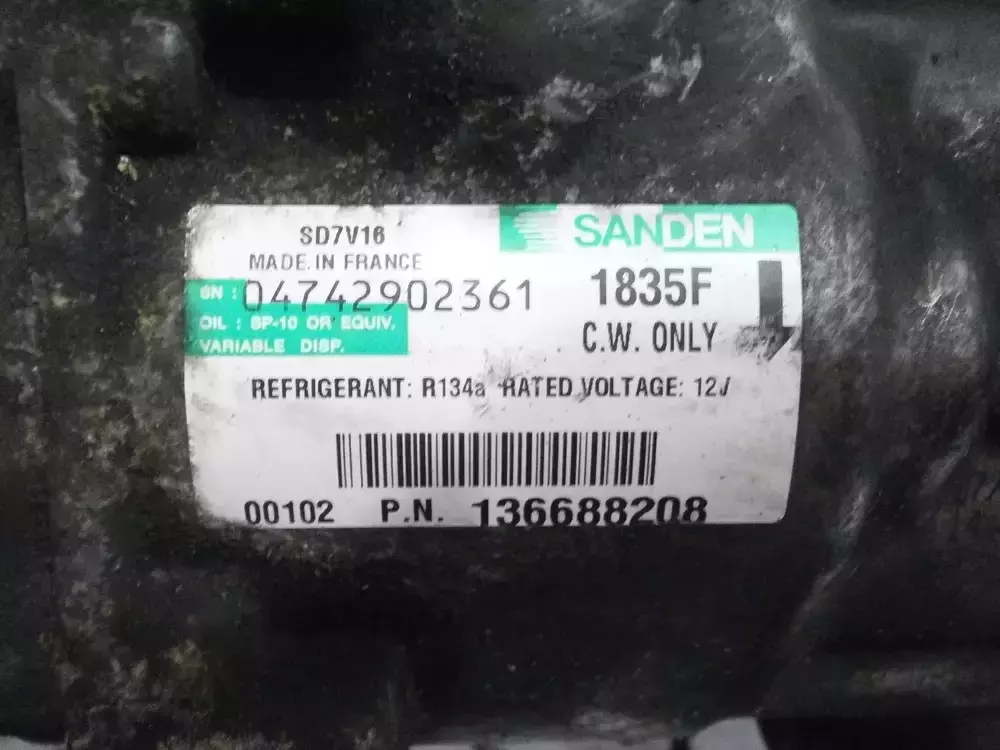 SD7V16
SANDEN
MADE IN FRANCE
SN : 04742902361
1835F
OIL : SP-10 OR EQUIV.
C.W. ONLY
VARIABLE DISP.
REFRIGERANT: R134a RATED VOLTAGE: 12V
00102 P.N. 136688208